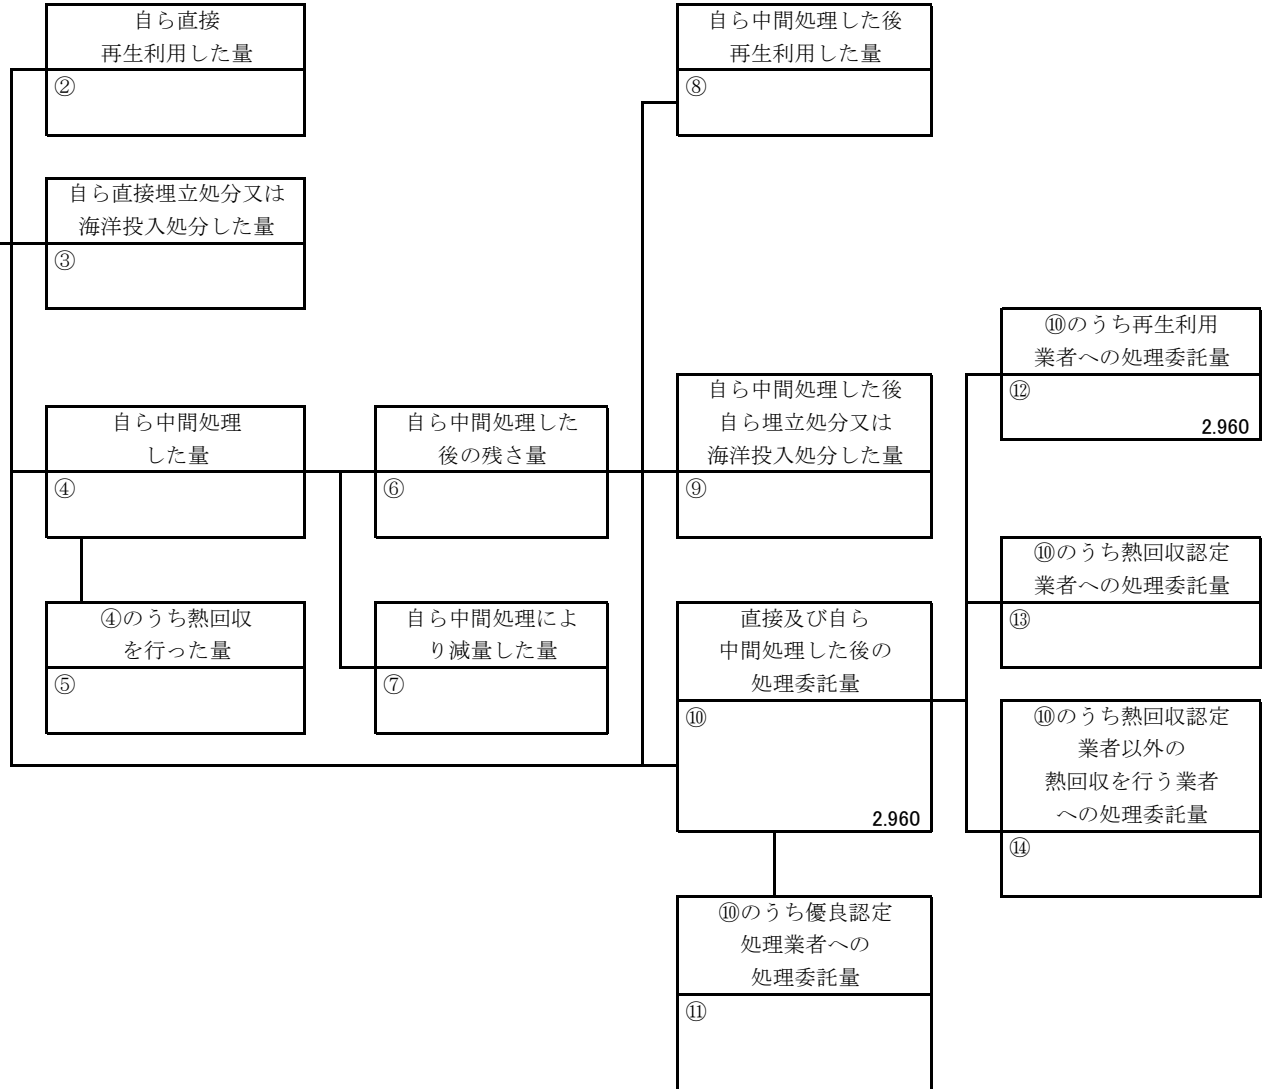 自ら直接
再生利用した量
②
自ら中間処理した後
再生利用した量
⑧
自ら直接埋立処分又は
海洋投入処分した量
③
⑩のうち再生利用
業者への処理委託量
⑫
2.960
自ら中間処理
した量
④
自ら中間処理した
後の残さ量
⑥
自ら中間処理した後
自ら埋立処分又は
海洋投入処分した量
⑨
⑩のうち熱回収認定
業者への処理委託量
⑬
④のうち熱回収
を行った量
⑤
自ら中間処理によ
り減量した量
⑦
直接及び自ら
中間処理した後の
処理委託量
⑩
2.960
⑩のうち熱回収認定
業者以外の
熱回収を行う業者
への処理委託量
⑭
⑩のうち優良認定
処理業者への
処理委託量
⑪